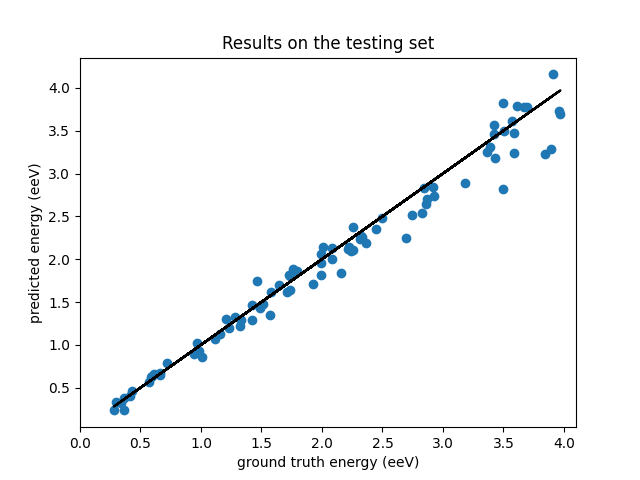 Results on the testing set
predicted energy (eeV)
4.0
3.5
3.0
2.5
2.0
1.5
1.0
0.5
0.0 0.5 1.0 1.5 2.0 2.5 3.0 3.5 4.0
ground truth energy (eeV)